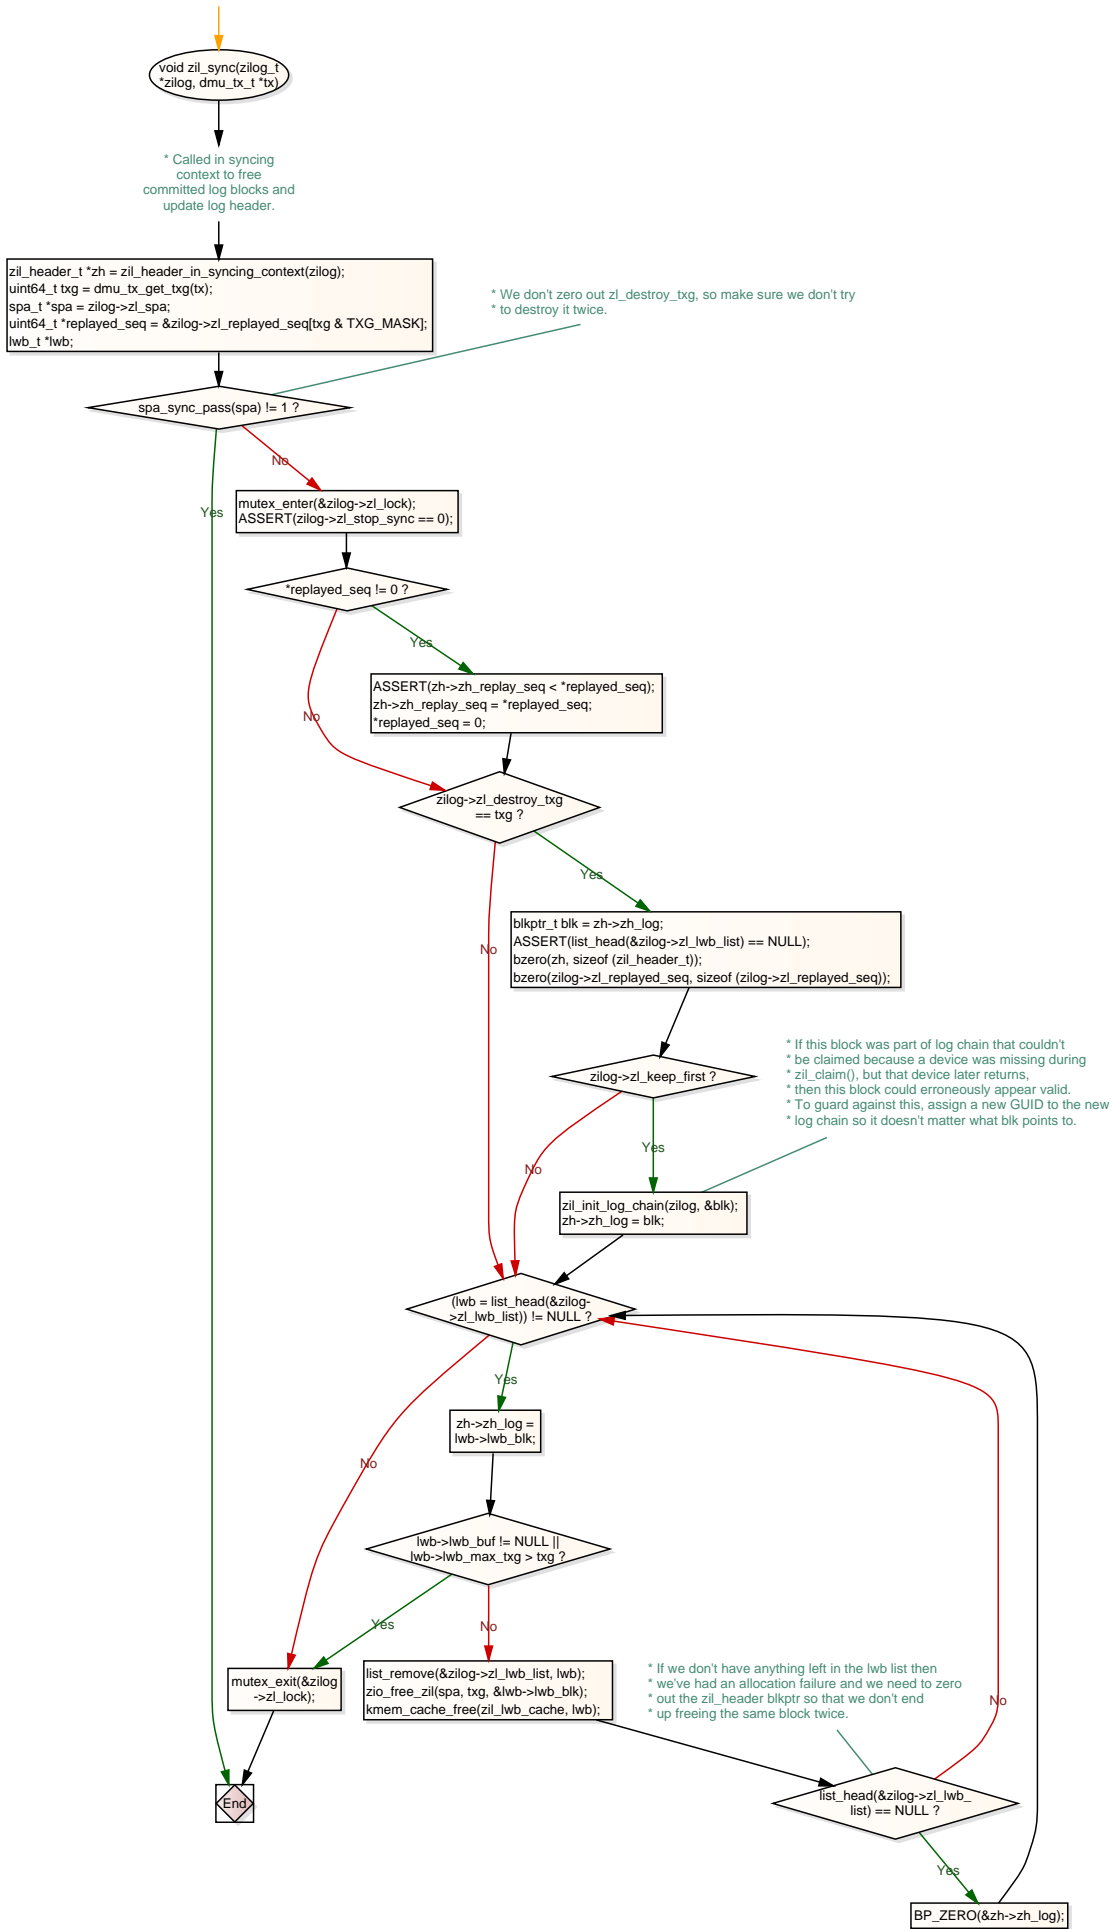 void zil_sync(zilog_t
*zilog, dmu_tx_t *tx)
* Called in syncing
context to free
committed log blocks and
update log header.
zil_header_t *zh = zil_header_in_syncing_context(zilog);
uint64_t txg = dmu_tx_get_txg(tx);
spa_t *spa = zilog->zl_spa;
uint64_t *replayed_seq = &zilog->zl_replayed_seq[txg & TXG_MASK];
lwb_t *lwb;
* We don't zero out zl_destroy_txg, so make sure we don't try
* to destroy it twice.
spa_sync_pass(spa) != 1 ?
No
Yes
mutex_enter(&zilog->zl_lock);
ASSERT(zilog->zl_stop_sync == 0);
*replayed_seq != 0 ?
Yes
No
ASSERT(zh->zh_replay_seq < *replayed_seq);
zh->zh_replay_seq = *replayed_seq;
*replayed_seq = 0;
zilog->zl_destroy_txg
== txg ?
Yes
No
blkptr_t blk = zh->zh_log;
ASSERT(list_head(&zilog->zl_lwb_list) == NULL);
bzero(zh, sizeof (zil_header_t));
bzero(zilog->zl_replayed_seq, sizeof (zilog->zl_replayed_seq));
* If this block was part of log chain that couldn't
* be claimed because a device was missing during
* zil_claim(), but that device later returns,
* then this block could erroneously appear valid.
* To guard against this, assign a new GUID to the new
* log chain so it doesn't matter what blk points to.
zilog->zl_keep_first ?
Yes
No
zil_init_log_chain(zilog, &blk);
zh->zh_log = blk;
(lwb = list_head(&zilog-
>zl_lwb_list)) != NULL ?
Yes
No
zh->zh_log =
lwb->lwb_blk;
lwb->lwb_buf != NULL ||
lwb->lwb_max_txg > txg ?
Yes
No
mutex_exit(&zilog
->zl_lock);
list_remove(&zilog->zl_lwb_list, lwb);
zio_free_zil(spa, txg, &lwb->lwb_blk);
kmem_cache_free(zil_lwb_cache, lwb);
* If we don't have anything left in the lwb list then
* we've had an allocation failure and we need to zero
* out the zil_header blkptr so that we don't end
* up freeing the same block twice.
No
End
list_head(&zilog->zl_lwb_
list) == NULL ?
Yes
BP_ZERO(&zh->zh_log);